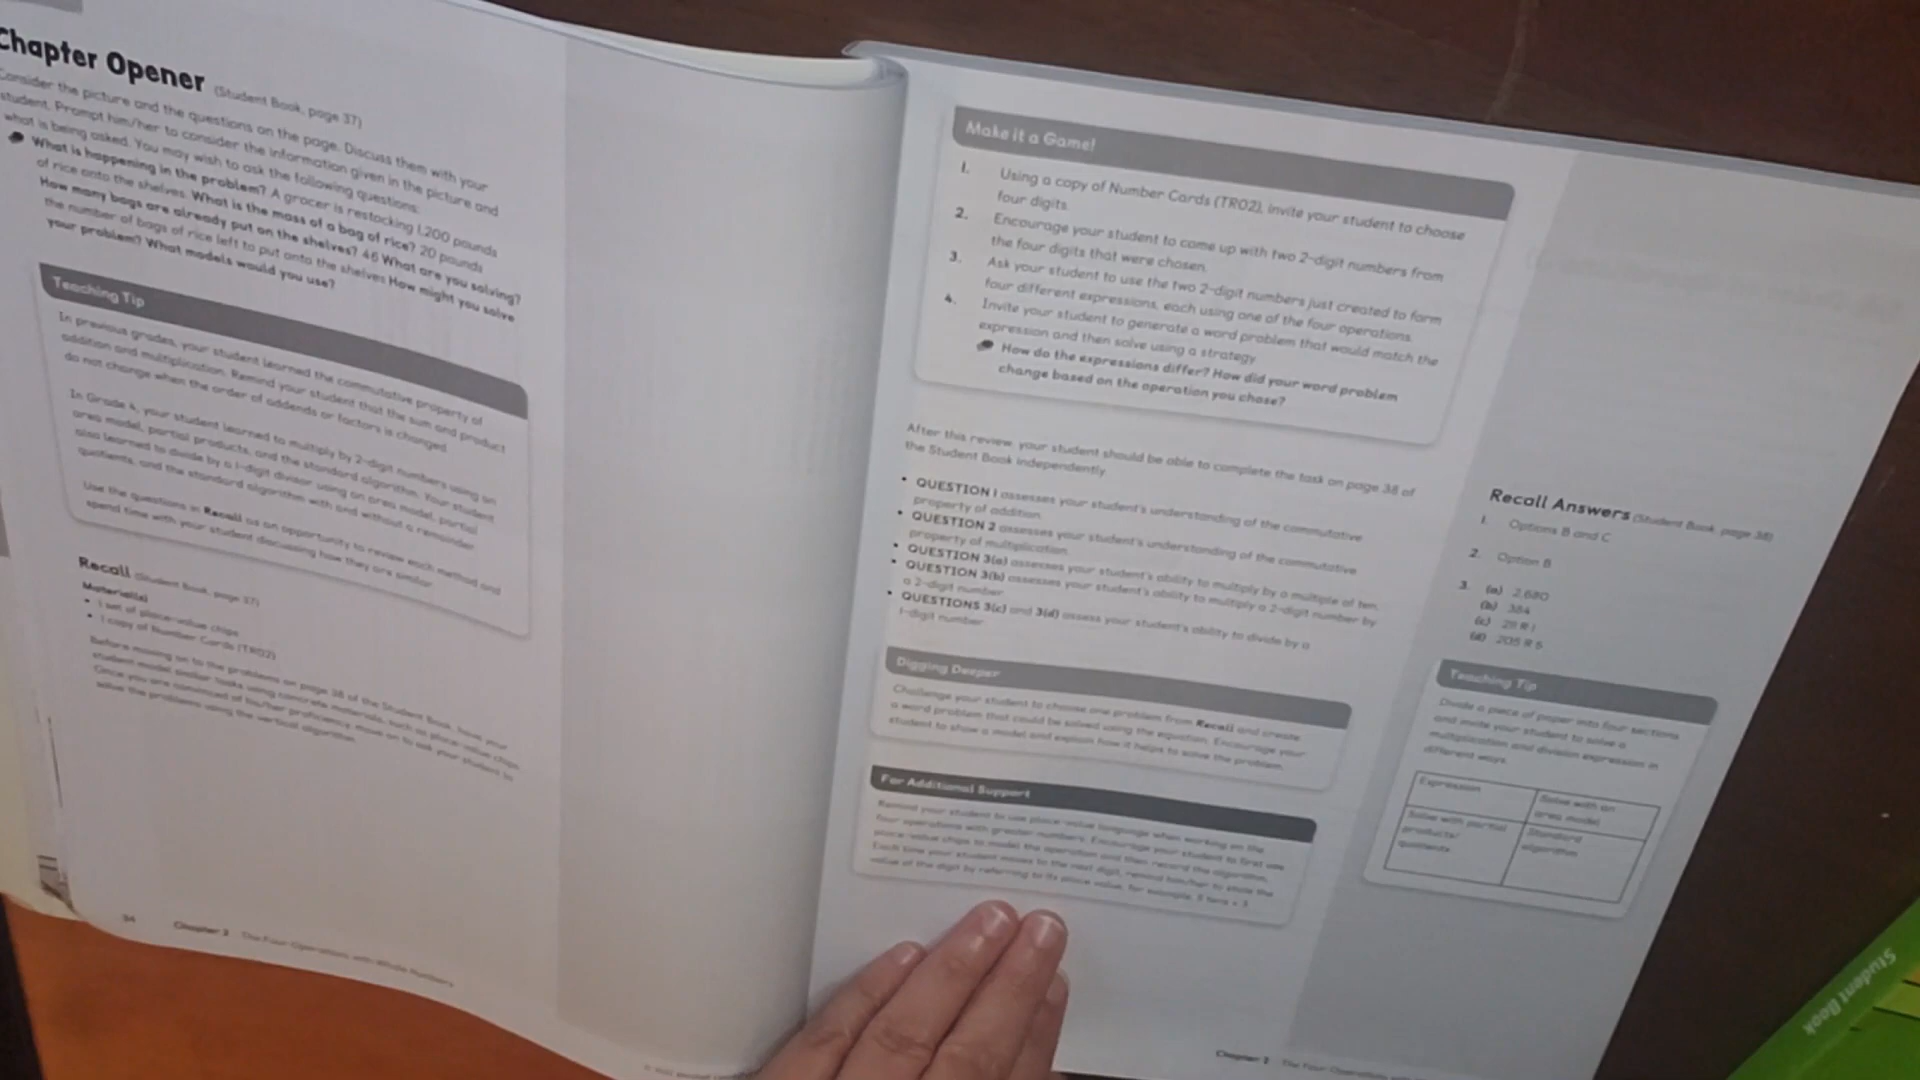 Chapter Opener (Student Book, page 37)
Consider the picture and the questions on the page. Discuss them with your
student. Prompt him/her to consider the information given in the picture and
what is being asked. You may wish to ask the following questions:
What is happening in the problem? A grocer is restocking 1,200 pounds
of rice onto the shelves. What is the mass of a bag of rice? 20 pounds
How many bags are already put on the shelves? 46 What are you solving?
the number of bags of rice left to put onto the shelves How might you solve
your problem? What models would you use?
Teaching Tip
In previous grades, your student learned the commutative property of
addition and multiplication. Remind your student that the sum and product
do not change when the order of addends or factors is changed.
In Grade 4, your student learned to multiply by 2-digit numbers using an
area model, partial products, and the standard algorithm. Your student
also learned to divide by a 1-digit divisor using an area model, partial
quotients, and the standard algorithm with and without a remainder.
Use the questions in Recall as an opportunity to review each method and
spend time with your student discussing how they are similar.
Recall (Student Book, page 37)
Material(s)
• 1 set of place-value chips
• 1 copy of Number Cards (TR02)
Before moving on to the problems on page 38 of the Student Book, have your
student model similar tasks using concrete materials, such as place-value chips.
Once you are convinced of his/her proficiency, move on to ask your student to
solve the problems using the vertical algorithm.
34 Chapter 2 The Four Operations with Whole Numbers
Make it a Game!
1. Using a copy of Number Cards (TR02), invite your student to choose
four digits.
2. Encourage your student to come up with two 2-digit numbers from
the four digits that were chosen.
3. Ask your student to use the two 2-digit numbers just created to form
four different expressions, each using one of the four operations.
4. Invite your student to generate a word problem that would match the
expression and then solve using a strategy.
How do the expressions differ? How did your word problem
change based on the operation you chose?
After this review, your student should be able to complete the task on page 38 of
the Student Book independently.
• QUESTION 1 assesses your student's understanding of the commutative
property of addition.
• QUESTION 2 assesses your student's understanding of the commutative
property of multiplication.
• QUESTION 3(a) assesses your student's ability to multiply by a multiple of ten.
• QUESTION 3(b) assesses your student's ability to multiply a 2-digit number by
a 2-digit number.
• QUESTIONS 3(c) and 3(d) assess your student's ability to divide by a
1-digit number.
Digging Deeper
Challenge your student to choose one problem from Recall and create
a word problem that could be solved using the equation. Encourage your
student to show a model and explain how it helps to solve the problem.
For Additional Support
Remind your student to use place-value language when working on the
four operations with greater numbers. Encourage your student to first use
place-value chips to model the operation and then record the algorithm.
Each time your student moves to the next digit, remind him/her to state the
value of the digit by referring to its place value, for example, 5 tens × 3
Recall Answers (Student Book, page 38)
1. Options B and C
2. Option B
3. (a) 2,680
(b) 384
(c) 211 R 1
(d) 205 R 5
Teaching Tip
Divide a piece of paper into four sections
and invite your student to solve a
multiplication and division expression in
different ways.
Expression
Solve with an
area model
Solve with partial
products/
quotients
Standard
algorithm
Chapter 2 The Four Operations
Student Book